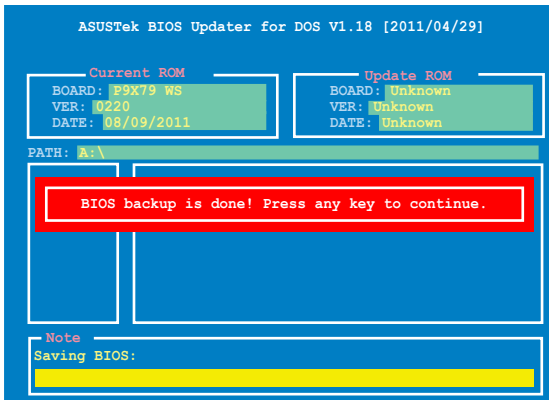 ASUSTek BIOS Updater for DOS V1.18 [2011/04/29]
Current ROM
BOARD: P9X79 WS
VER: 0220
DATE: 08/09/2011
Update ROM
BOARD: Unknown
VER: Unknown
DATE: Unknown
PATH: A:\
BIOS backup is done! Press any key to continue.
Note
Saving BIOS: